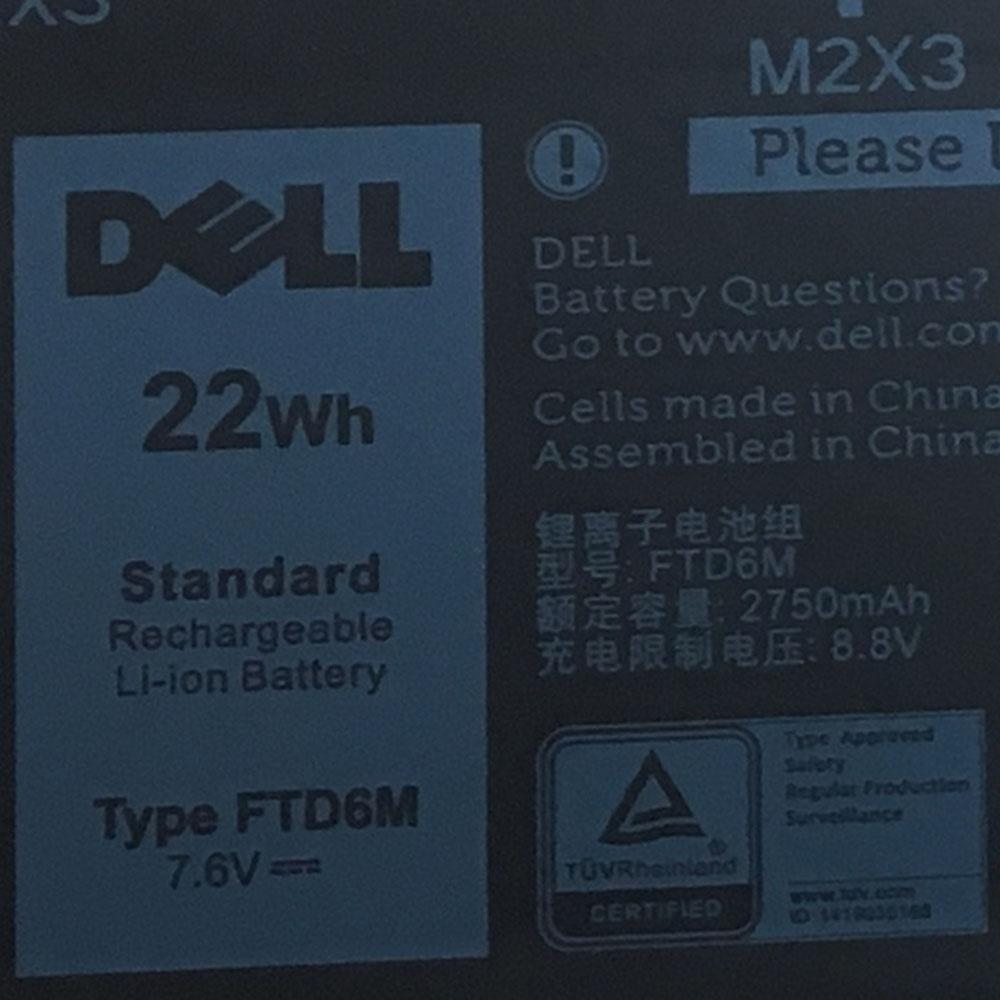 X3
M2X3
Please
DELL
22Wh
Standard
Rechargeable
Li-ion Battery
Type FTD6M
7.6V
DELL
Battery Questions?
Go to www.dell.com
Cells made in China
Assembled in China
锂离子电池组
型号: FTD6M
额定容量: 2750mAh
充电限制电压: 8.8V
TÜVRheinland
CERTIFIED
Type Approved
Safety
Regular Production
Surveillance
www.tuv.com
ID